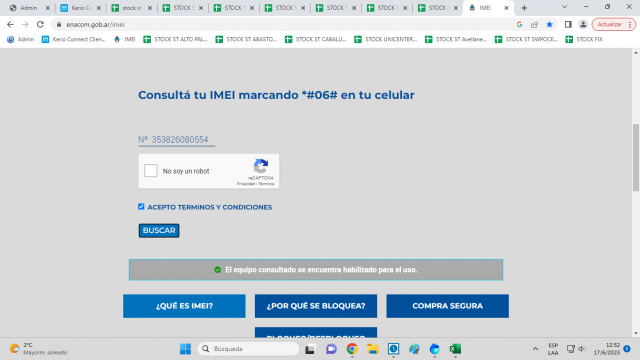 Admin
Kerio Connect
stock st
STOCK S
STOCK S
STOCK S
STOCK S
STOCK S
STOCK S
IMEI
enacom.gob.ar/imei
Actualizar
Admin
Kerio Connect Clien...
IMEI
STOCK ST ALTO PAL...
STOCK ST ABASTO...
STOCK ST CABALLI...
STOCK UNICENTER...
STOCK ST Avellane...
STOCK ST SWPOCE...
STOCK FIX
Consultá tu IMEI marcando *#06# en tu celular
Nº 353826080554
No soy un robot
reCAPTCHA
Privacidad - Términos
ACEPTO TERMINOS Y CONDICIONES
BUSCAR
El equipo consultado se encuentra habilitado para el uso.
¿QUÉ ES IMEI?
¿POR QUÉ SE BLOQUEA?
COMPRA SEGURA
BLOQUEO/DESBLOQUEO
2°C
Mayorm. soleado
Búsqueda
ESP
LAA
12:52
17/6/2023